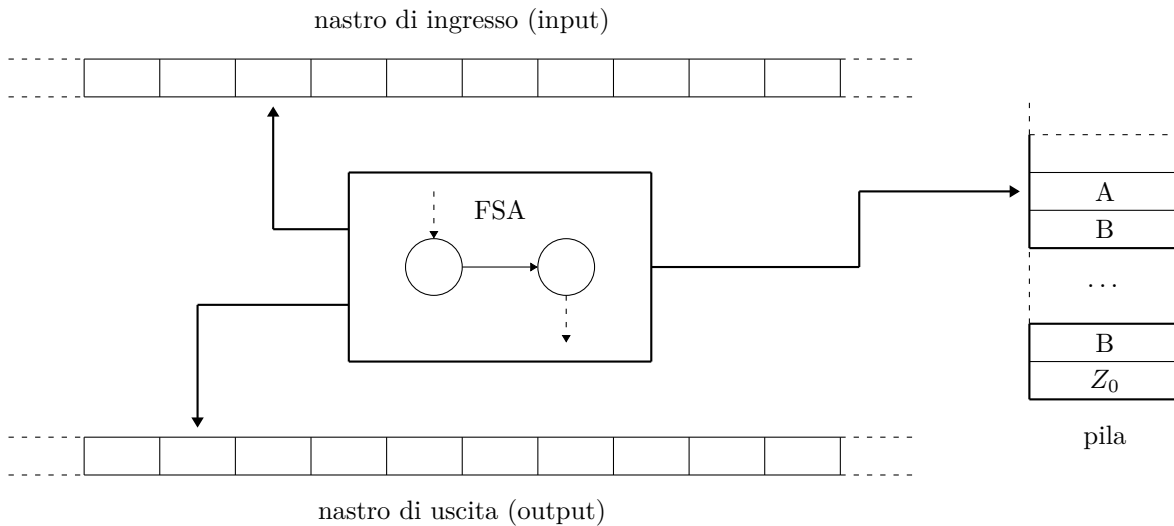 nastro di ingresso (input)
FSA
A
B
...
B
Z₀
pila
nastro di uscita (output)